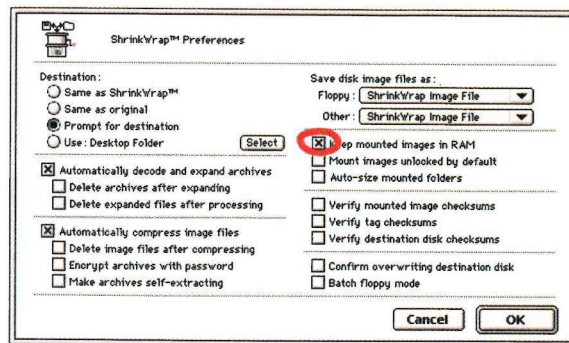 ShrinkWrap™ Preferences
Destination:
Same as ShrinkWrap™
Same as original
Prompt for destination
Use: Desktop Folder
Select
Automatically decode and expand archives
Delete archives after expanding
Delete expanded files after processing
Automatically compress image files
Delete image files after compressing
Encrypt archives with password
Make archives self-extracting
Save disk image files as:
Floppy: ShrinkWrap Image File
Other: ShrinkWrap Image File
Keep mounted images in RAM
Mount images unlocked by default
Auto-size mounted folders
Verify mounted image checksums
Verify tag checksums
Verify destination disk checksums
Confirm overwriting destination disk
Batch floppy mode
Cancel
OK